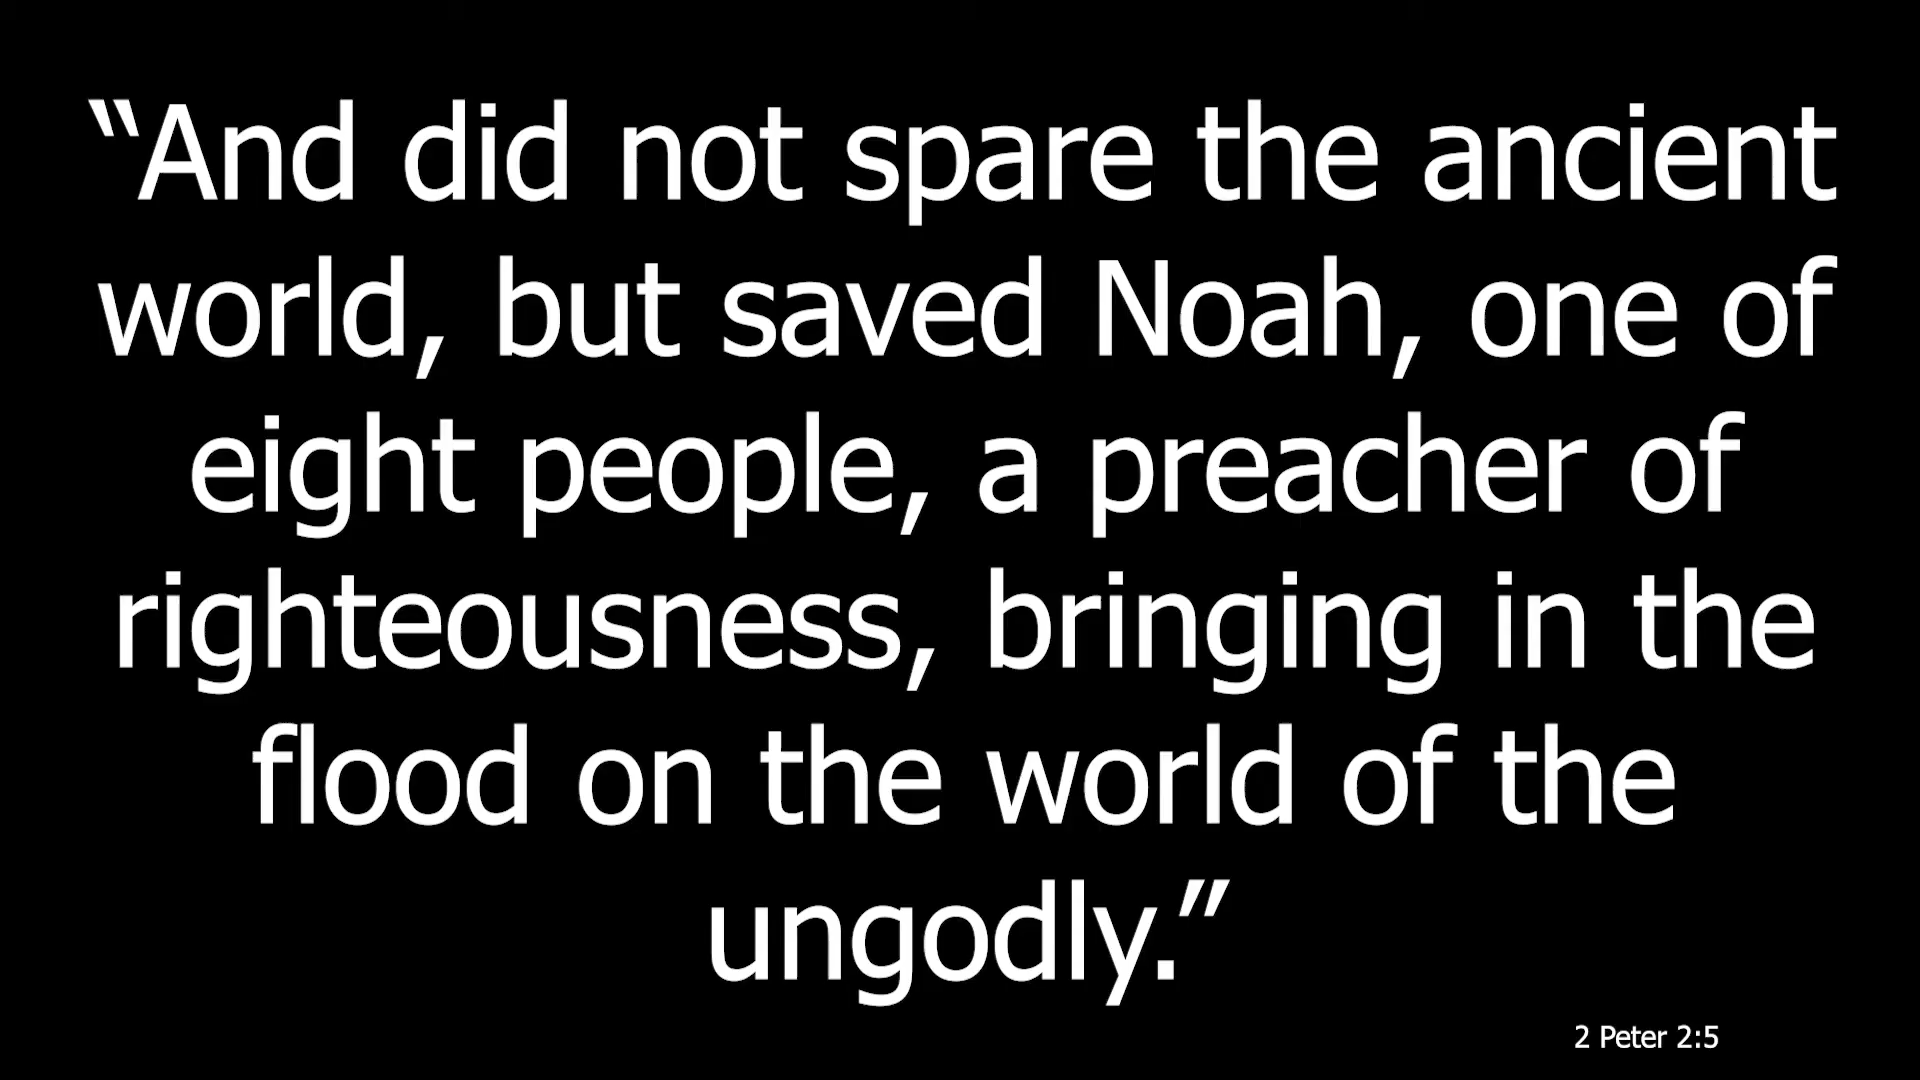 “And did not spare the ancient
world, but saved Noah, one of
eight people, a preacher of
righteousness, bringing in the
flood on the world of the
ungodly.”
2 Peter 2:5